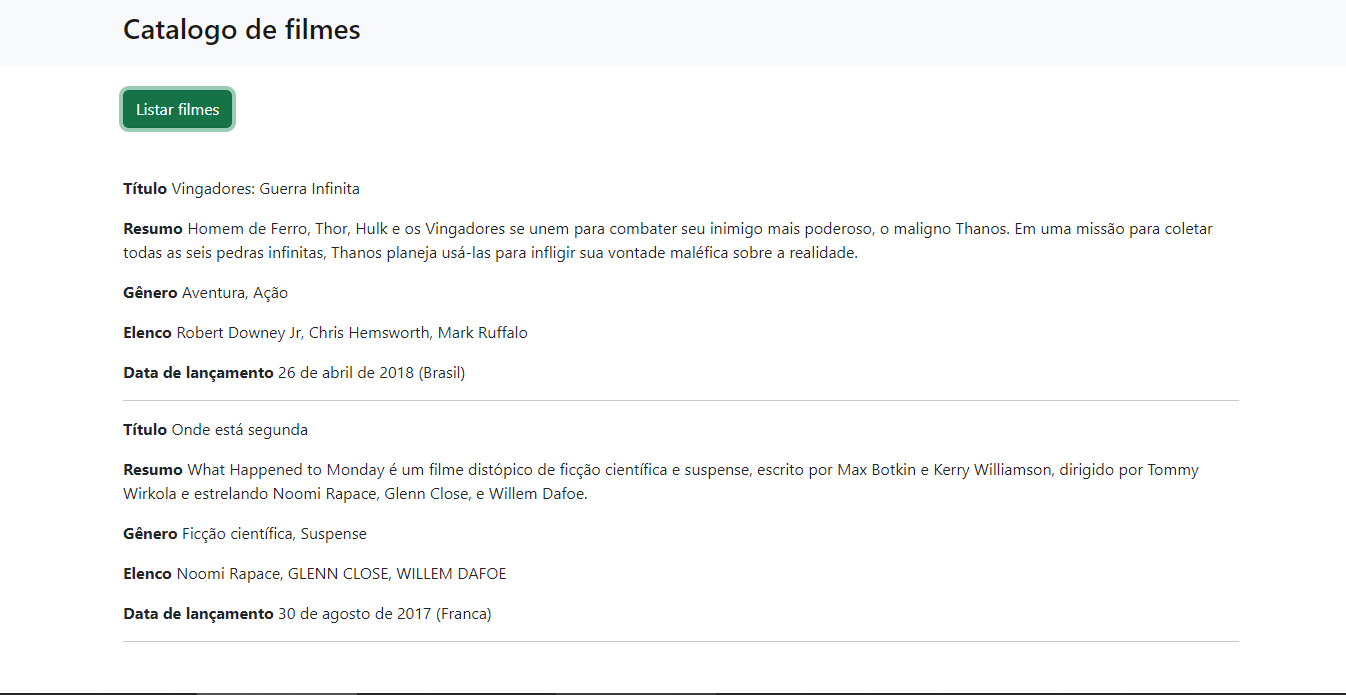 Catalogo de filmes
Listar filmes
Título Vingadores: Guerra Infinita
Resumo Homem de Ferro, Thor, Hulk e os Vingadores se unem para combater seu inimigo mais poderoso, o maligno Thanos. Em uma missão para coletar
todas as seis pedras infinitas, Thanos planeja usá-las para infligir sua vontade maléfica sobre a realidade.
Gênero Aventura, Ação
Elenco Robert Downey Jr, Chris Hemsworth, Mark Ruffalo
Data de lançamento 26 de abril de 2018 (Brasil)
Título Onde está segunda
Resumo What Happened to Monday é um filme distópico de ficção científica e suspense, escrito por Max Botkin e Kerry Williamson, dirigido por Tommy
Wirkola e estrelando Noomi Rapace, Glenn Close, e Willem Dafoe.
Gênero Ficção científica, Suspense
Elenco Noomi Rapace, GLENN CLOSE, WILLEM DAFOE
Data de lançamento 30 de agosto de 2017 (Franca)